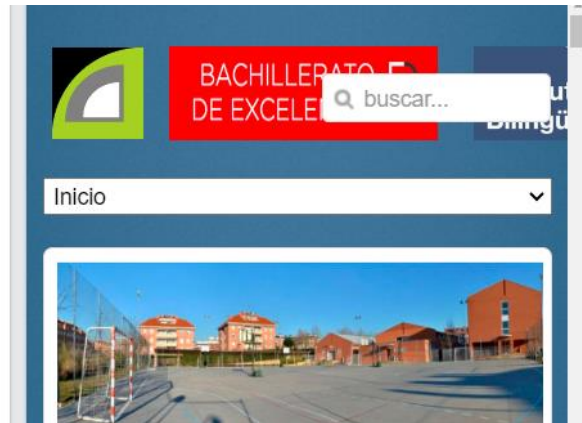 BACHILLERATO
DE EXCELE
buscar...
Bilingü
Inicio